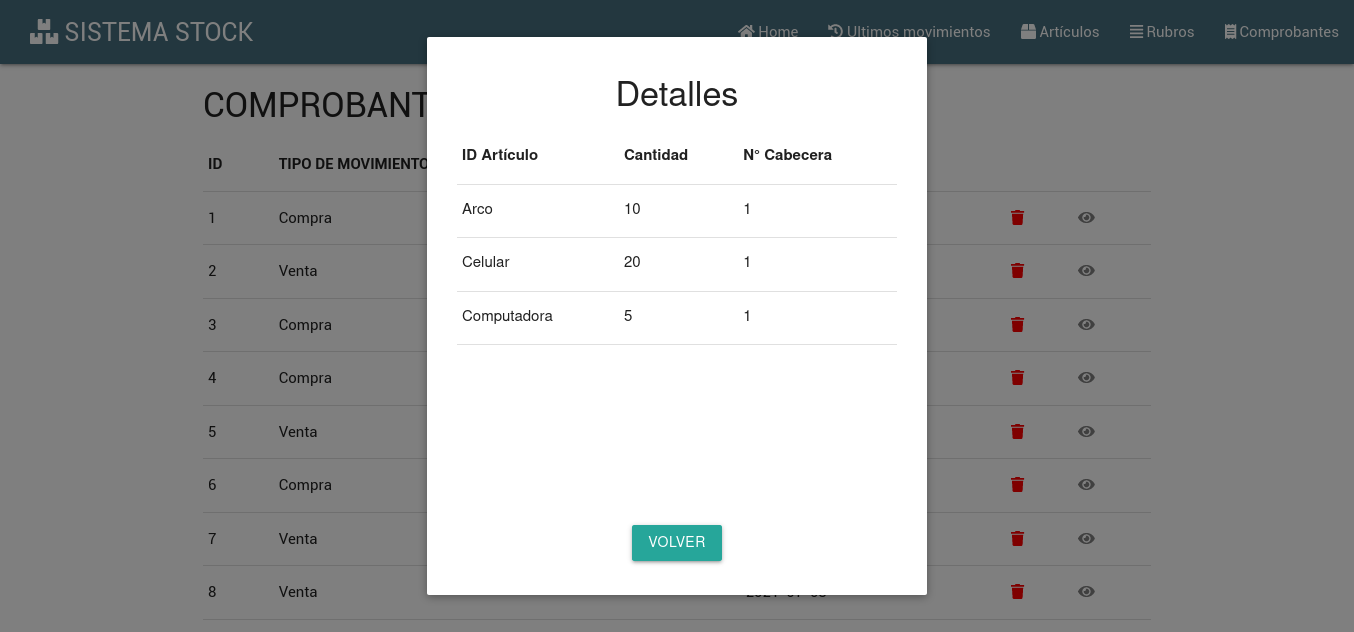 SISTEMA STOCK Home Ultimos movimientos Artículos Rubros Comprobantes
Detalles
COMPROBANT
ID Artículo Cantidad N° Cabecera
ID TIPO DE MOVIMIENTO
Arco 10 1
1 Compra
Celular 20 1
2 Venta
Computadora 5 1
3 Compra
4 Compra
5 Venta
6 Compra
7 Venta
VOLVER
8 Venta